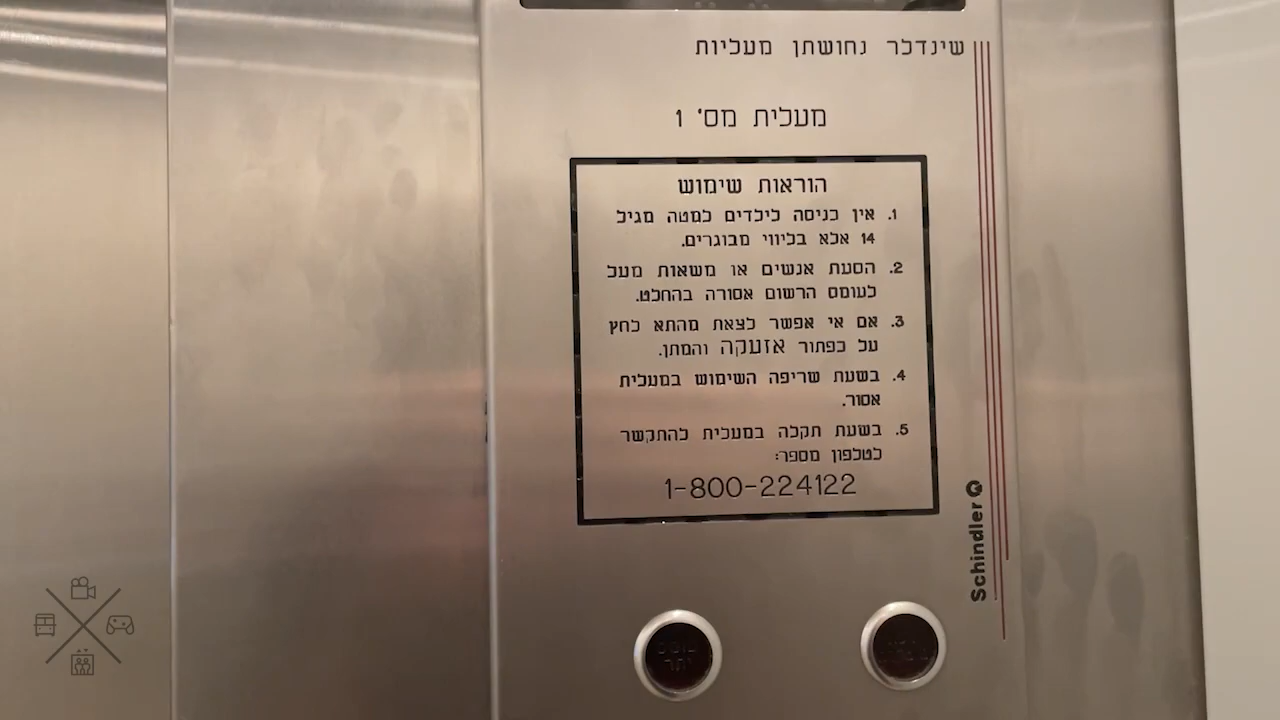 שינדלר נחושתן מעליות
מעלית מס' 1
הוראות שימוש
1. אין כניסה לילדים למטה מגיל
14 אלא בליווי מבוגרים.
2. הסעת אנשים או משאות מעל
לעומס הרשום אסורה בהחלט.
3. אם אי אפשר לצאת מהתא לחץ
על כפתור אזעקה והמתן.
4. בשעת שריפה השימוש במעלית
אסור.
5. בשעת תקלה במעלית להתקשר
לטלפון מספר:
1-800-224122
Schindler
עומס
יתר